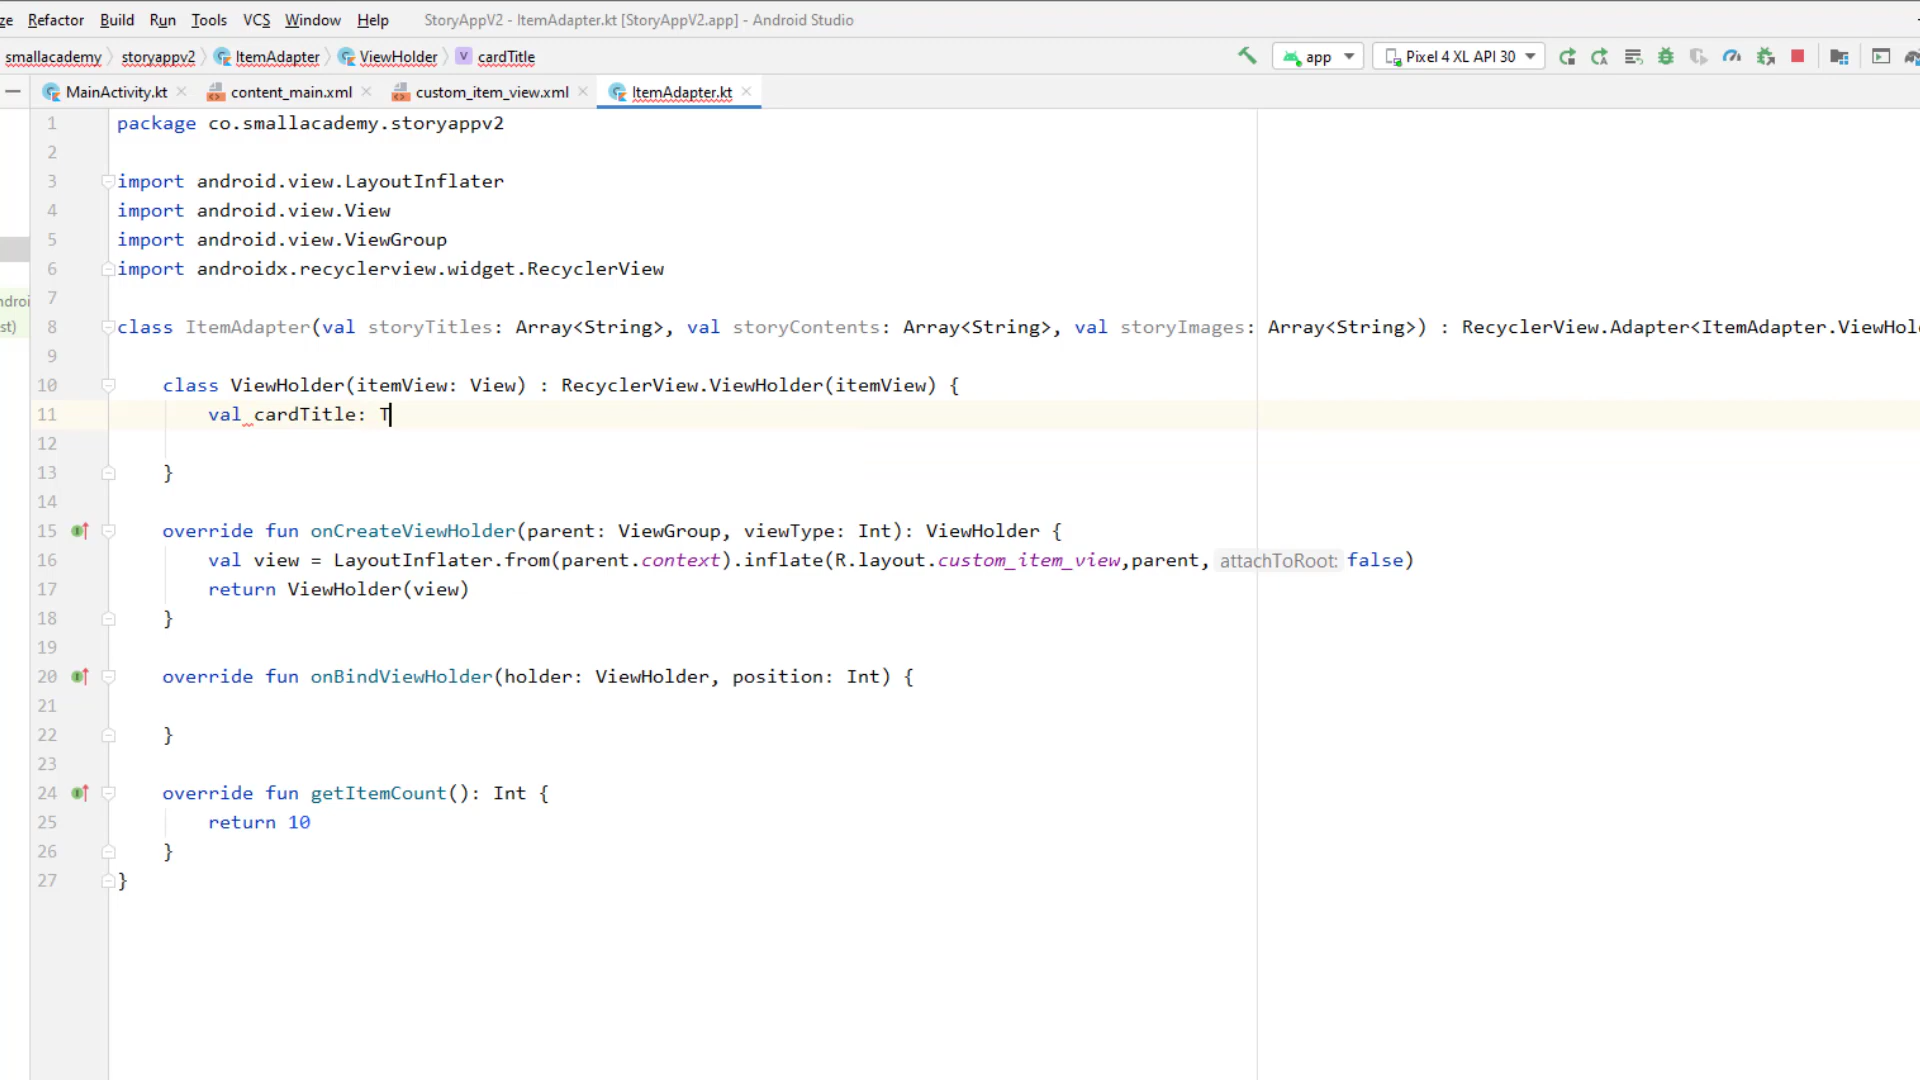 ze Refactor Build Run Tools VCS Window Help StoryAppV2 - ItemAdapter.kt [StoryAppV2.app] - Android Studio
smallacademy storyappv2 ItemAdapter ViewHolder V cardTitle app Pixel 4 XL API 30
MainActivity.kt content_main.xml custom_item_view.xml ItemAdapter.kt
1 package co.smallacademy.storyappv2
2
3 import android.view.LayoutInflater
4 import android.view.View
5 import android.view.ViewGroup
6 import androidx.recyclerview.widget.RecyclerView
7
ndroi
st)
8 class ItemAdapter(val storyTitles: Array<String>, val storyContents: Array<String>, val storyImages: Array<String>) : RecyclerView.Adapter<ItemAdapter.ViewHol
9
10 class ViewHolder(itemView: View) : RecyclerView.ViewHolder(itemView) {
11 val cardTitle: T
12
13 }
14
15 override fun onCreateViewHolder(parent: ViewGroup, viewType: Int): ViewHolder {
16 val view = LayoutInflater.from(parent.context).inflate(R.layout.custom_item_view,parent, attachToRoot: false)
17 return ViewHolder(view)
18 }
19
20 override fun onBindViewHolder(holder: ViewHolder, position: Int) {
21
22 }
23
24 override fun getItemCount(): Int {
25 return 10
26 }
27 }